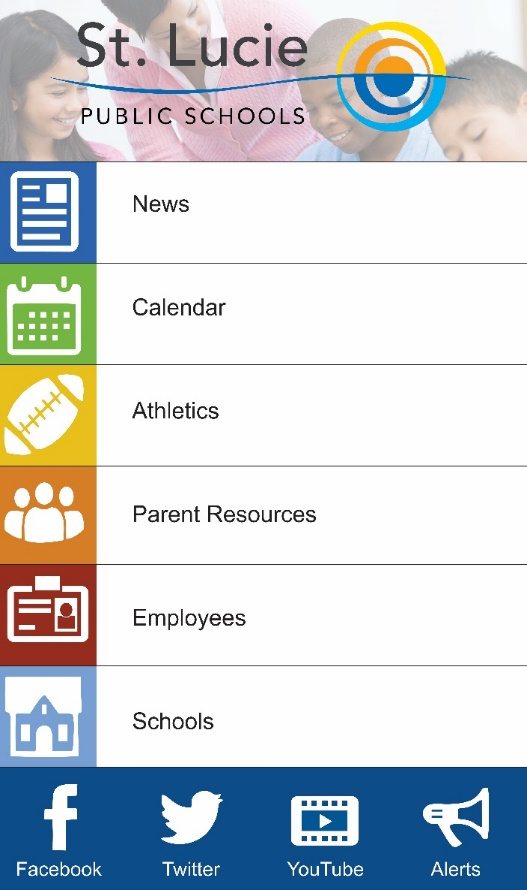 St. Lucie
PUBLIC SCHOOLS
News
Calendar
Athletics
Parent Resources
Employees
Schools
Facebook Twitter YouTube Alerts